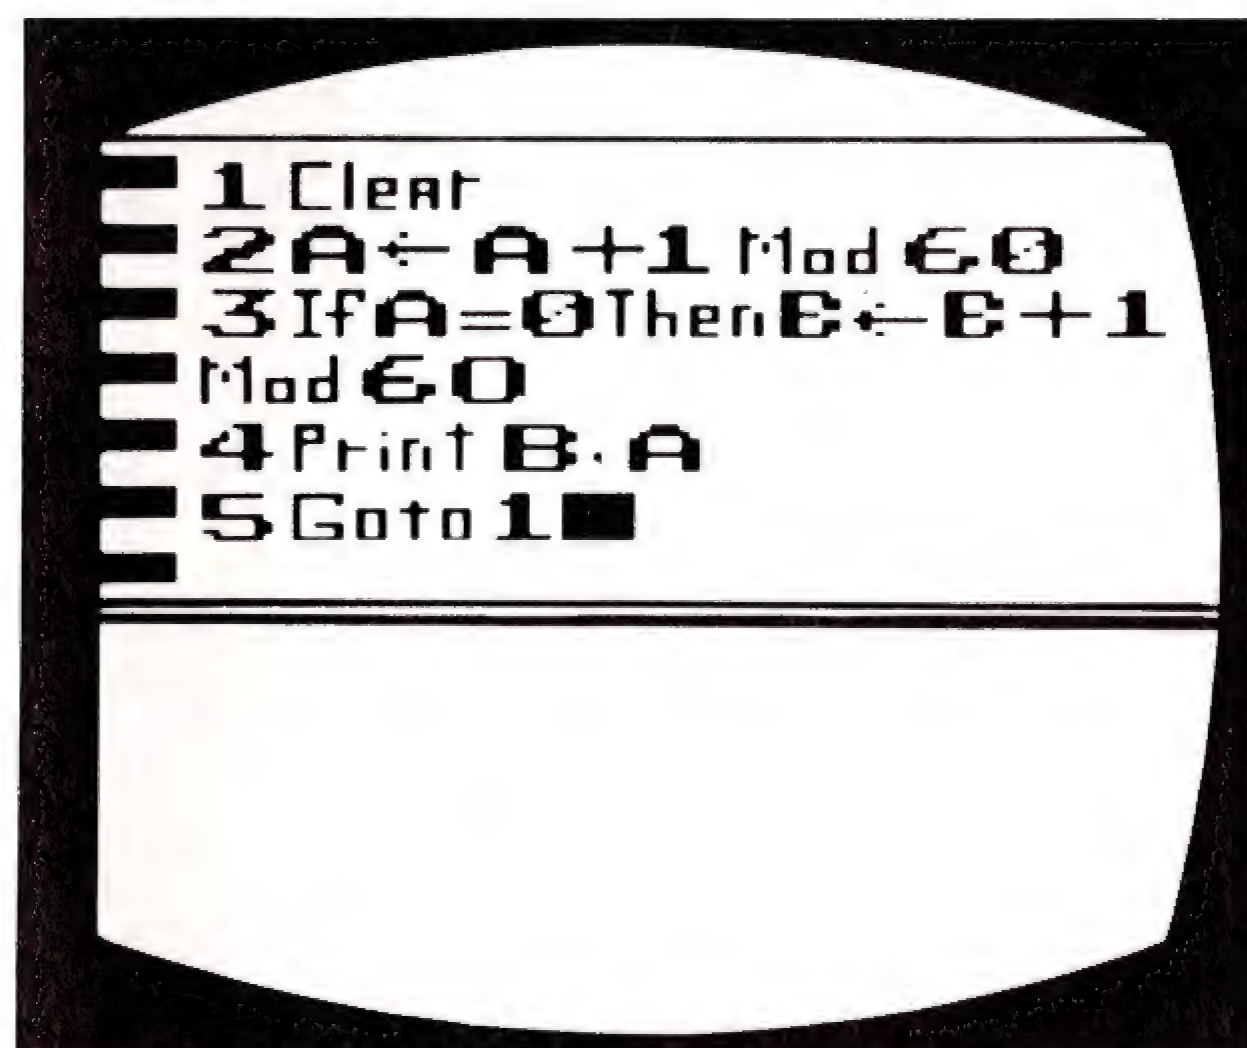 1 Clear
2 A ← A + 1 Mod 60
3 If A = 0 Then B ← B + 1
Mod 60
4 Print B, A
5 Goto 1